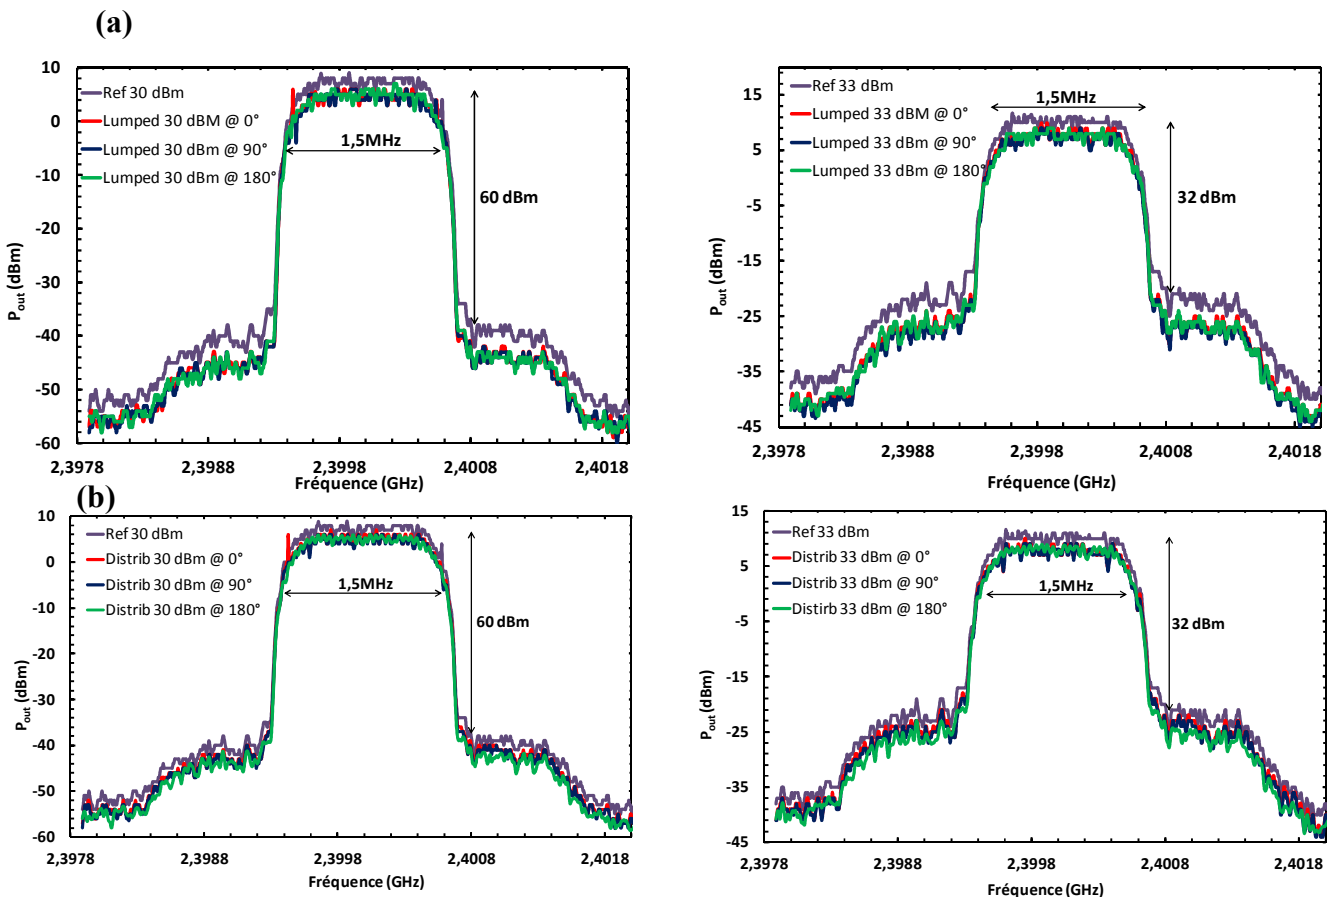 (a)
10
0
-10
-20
-30
-40
-50
-60
P_out (dBm)
Ref 30 dBm
Lumped 30 dBM @ 0°
Lumped 30 dBm @ 90°
Lumped 30 dBm @ 180°
1,5MHz
60 dBm
2,3978 2,3988 2,3998 2,4008 2,4018
Fréquence (GHz)
15
5
-5
-15
-25
-35
-45
P_out (dBm)
Ref 33 dBm
Lumped 33 dBM @ 0°
Lumped 33 dBm @ 90°
Lumped 33 dBm @ 180°
1,5MHz
32 dBm
2,3978 2,3988 2,3998 2,4008 2,4018
Fréquence (GHz)
(b)
10
0
-10
-20
-30
-40
-50
-60
P_out (dBm)
Ref 30 dBm
Distrib 30 dBm @ 0°
Distrib 30 dBm @ 90°
Distrib 30 dBm @ 180°
1,5MHz
60 dBm
2,3978 2,3988 2,3998 2,4008 2,4018
Fréquence (GHz)
15
5
-5
-15
-25
-35
-45
P_out (dBm)
Ref 33 dBm
Distrib 33 dBm @ 0°
Distrib 33 dBm @ 90°
Distirb 33 dBm @ 180°
1,5MHz
32 dBm
2,3978 2,3988 2,3998 2,4008 2,4018
Fréquence (GHz)